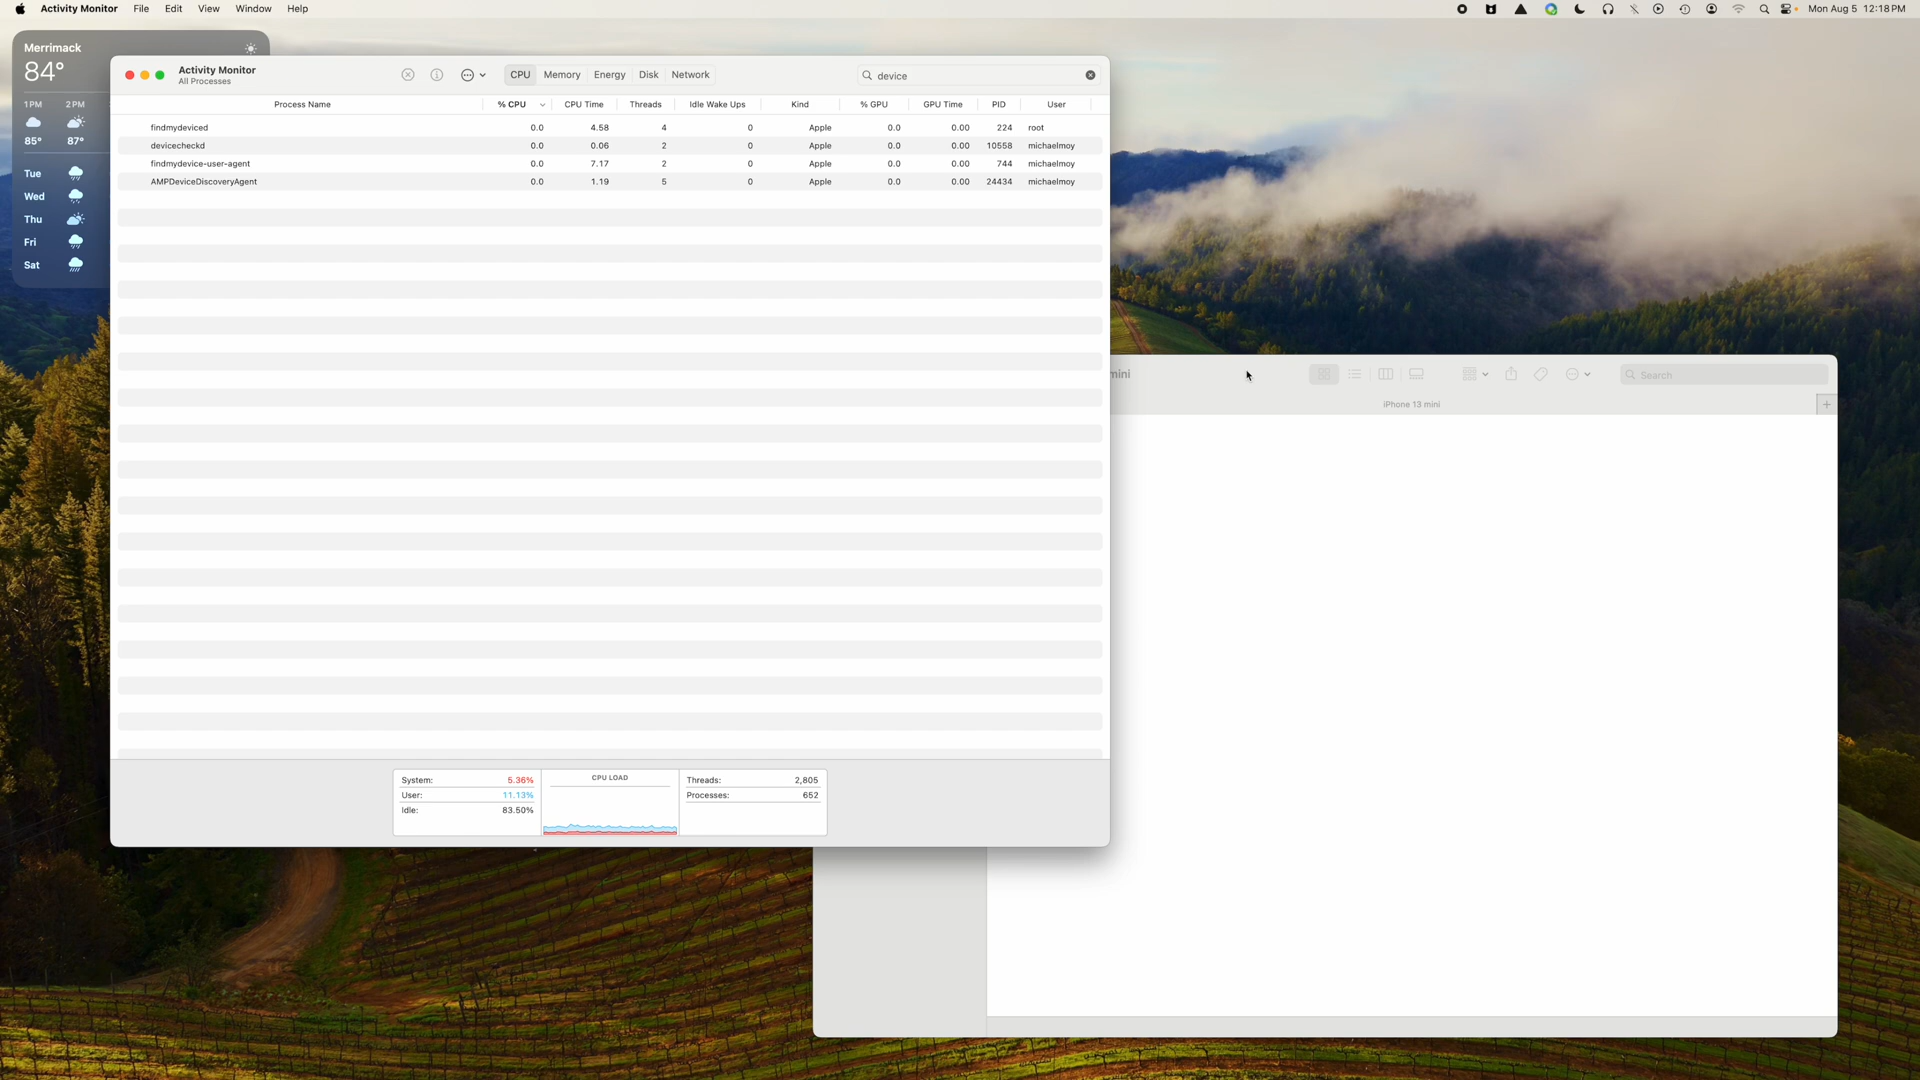 Activity Monitor File Edit View Window Help
Mon Aug 5 12:18 PM
Merrimack
84°
1 PM 2 PM
85° 87°
Tue
Wed
Thu
Fri
Sat
Activity Monitor
All Processes
CPU Memory Energy Disk Network
device
Process Name % CPU CPU Time Threads Idle Wake Ups Kind % GPU GPU Time PID User
findmydeviced 0.0 4.58 4 0 Apple 0.0 0.00 224 root
devicecheckd 0.0 0.06 2 0 Apple 0.0 0.00 10558 michaelmoy
findmydevice-user-agent 0.0 7.17 2 0 Apple 0.0 0.00 744 michaelmoy
AMPDeviceDiscoveryAgent 0.0 1.19 5 0 Apple 0.0 0.00 24434 michaelmoy
System: 5.36%
User: 11.13%
Idle: 83.50%
CPU LOAD
Threads: 2,805
Processes: 652
mini
Search
iPhone 13 mini